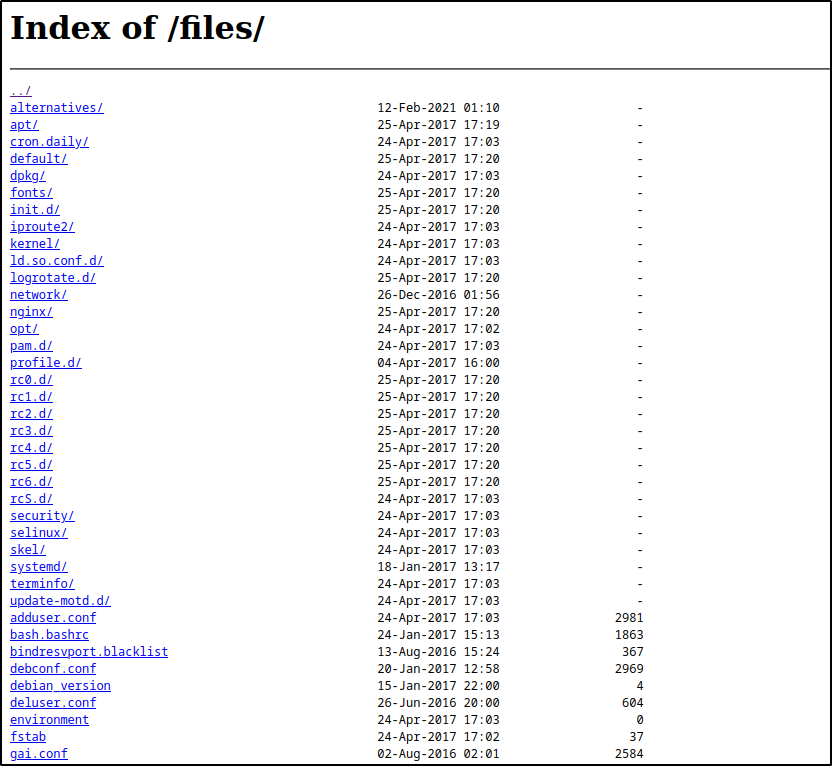 Index of /files/
../
alternatives/ 12-Feb-2021 01:10 -
apt/ 25-Apr-2017 17:19 -
cron.daily/ 24-Apr-2017 17:03 -
default/ 25-Apr-2017 17:20 -
dpkg/ 24-Apr-2017 17:03 -
fonts/ 25-Apr-2017 17:20 -
init.d/ 25-Apr-2017 17:20 -
iproute2/ 24-Apr-2017 17:03 -
kernel/ 24-Apr-2017 17:03 -
ld.so.conf.d/ 24-Apr-2017 17:03 -
logrotate.d/ 25-Apr-2017 17:20 -
network/ 26-Dec-2016 01:56 -
nginx/ 25-Apr-2017 17:20 -
opt/ 24-Apr-2017 17:02 -
pam.d/ 24-Apr-2017 17:03 -
profile.d/ 04-Apr-2017 16:00 -
rc0.d/ 25-Apr-2017 17:20 -
rc1.d/ 25-Apr-2017 17:20 -
rc2.d/ 25-Apr-2017 17:20 -
rc3.d/ 25-Apr-2017 17:20 -
rc4.d/ 25-Apr-2017 17:20 -
rc5.d/ 25-Apr-2017 17:20 -
rc6.d/ 25-Apr-2017 17:20 -
rcS.d/ 24-Apr-2017 17:03 -
security/ 24-Apr-2017 17:03 -
selinux/ 24-Apr-2017 17:03 -
skel/ 24-Apr-2017 17:03 -
systemd/ 18-Jan-2017 13:17 -
terminfo/ 24-Apr-2017 17:03 -
update-motd.d/ 24-Apr-2017 17:03 -
adduser.conf 24-Apr-2017 17:03 2981
bash.bashrc 24-Jan-2017 15:13 1863
bindresvport.blacklist 13-Aug-2016 15:24 367
debconf.conf 20-Jan-2017 12:58 2969
debian_version 15-Jan-2017 22:00 4
deluser.conf 26-Jun-2016 20:00 604
environment 24-Apr-2017 17:03 0
fstab 24-Apr-2017 17:02 37
gai.conf 02-Aug-2016 02:01 2584